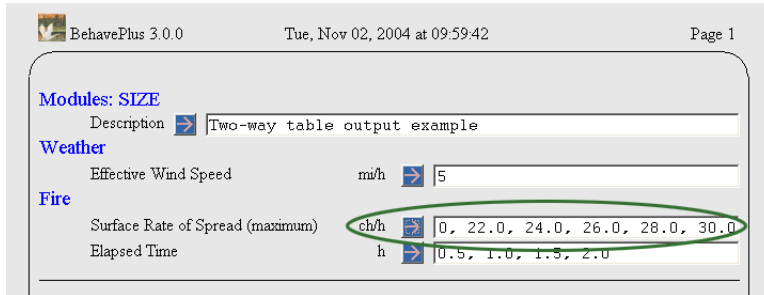 BehavePlus 3.0.0 Tue, Nov 02, 2004 at 09:59:42 Page 1
Modules: SIZE
Description Two-way table output example
Weather
Effective Wind Speed mi/h 5
Fire
Surface Rate of Spread (maximum) ch/h 0, 22.0, 24.0, 26.0, 28.0, 30.0
Elapsed Time h 0.5, 1.0, 1.5, 2.0